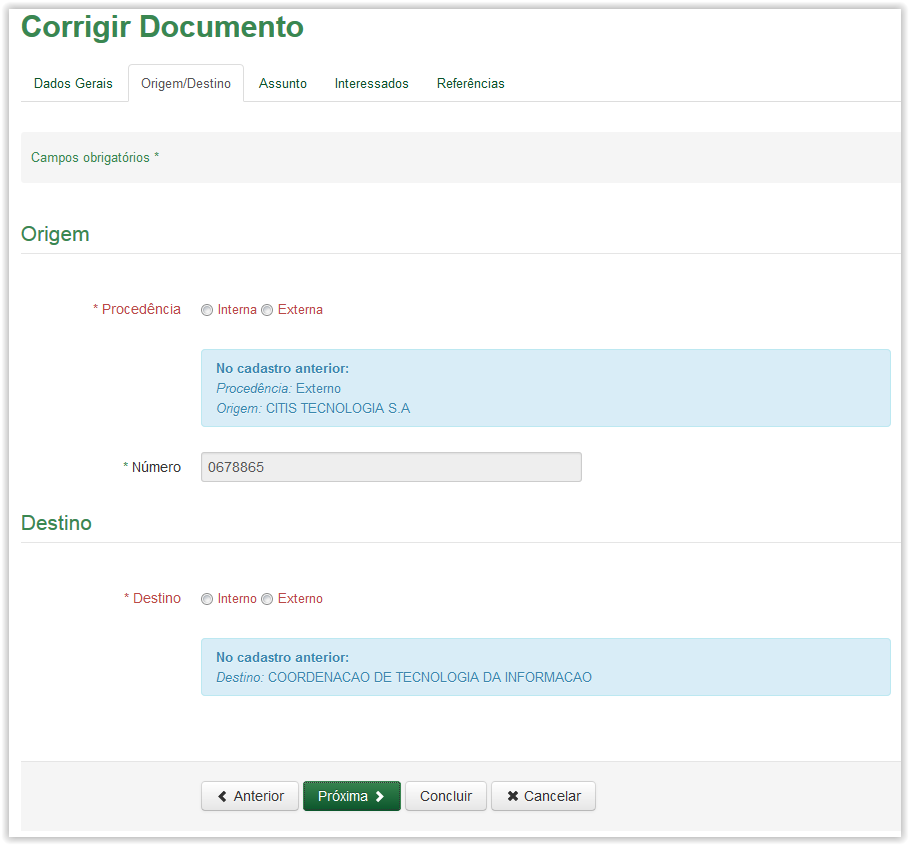 Corrigir Documento
Dados Gerais Origem/Destino Assunto Interessados Referências
Campos obrigatórios *
Origem
* Procedência Interna Externa
No cadastro anterior:
Procedência: Externo
Origem: CITIS TECNOLOGIA S.A
* Número 0678865
Destino
* Destino Interno Externo
No cadastro anterior:
Destino: COORDENACAO DE TECNOLOGIA DA INFORMACAO
Anterior Próxima Concluir Cancelar